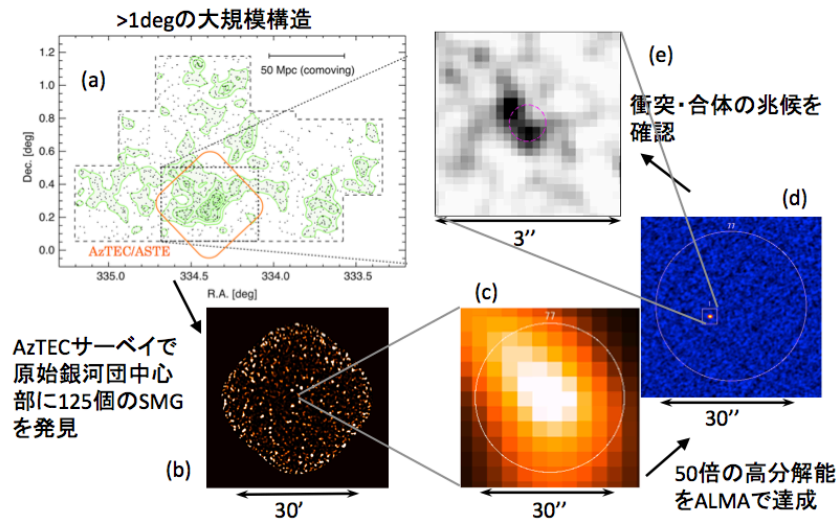 >1degの大規模構造
(a)
50 Mpc (comoving)
1.2
1.0
0.8
0.6
0.4
0.2
0.0
Dec. [deg]
AzTEC/ASTE
335.0
334.5
334.0
333.5
R.A. [deg]
(e)
衝突・合体の兆候を
確認
3’’
(d)
77
30’’
AzTECサーベイで
原始銀河団中心
部に125個のSMG
を発見
(b)
30’
(c)
77
30’’
50倍の高分解能
をALMAで達成